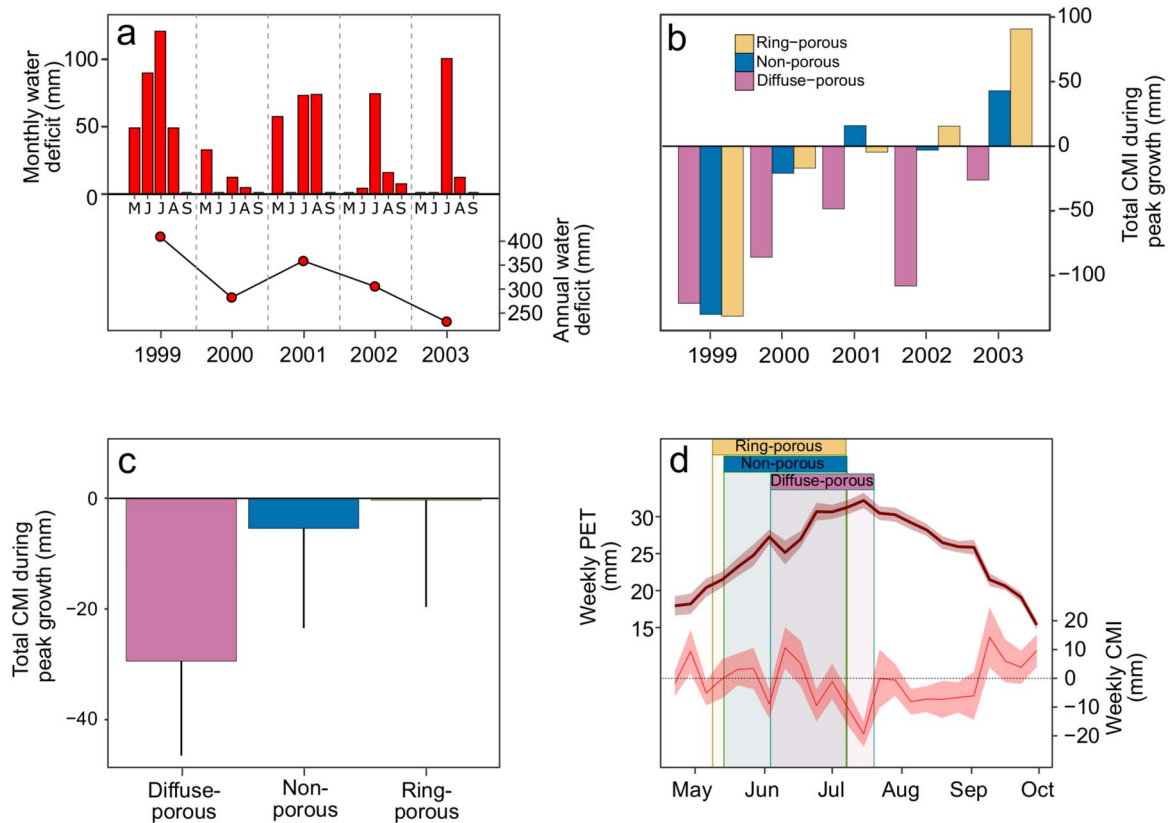 a
Monthly water
deficit (mm)
100
50
0
M J J A S M J J A S M J J A S M J J A S M J J A S
400
350
300
250
Annual water
deficit (mm)
1999 2000 2001 2002 2003
b
Ring−porous
Non-porous
Diffuse−porous
100
50
0
−50
−100
Total CMI during
peak growth (mm)
1999 2000 2001 2002 2003
c
Total CMI during
peak growth (mm)
0
−20
−40
Diffuse-
porous
Non-
porous
Ring-
porous
d
Ring-porous
Non-porous
Diffuse-porous
Weekly PET
(mm)
30
25
20
15
20
10
0
−10
−20
Weekly CMI
(mm)
May Jun Jul Aug Sep Oct